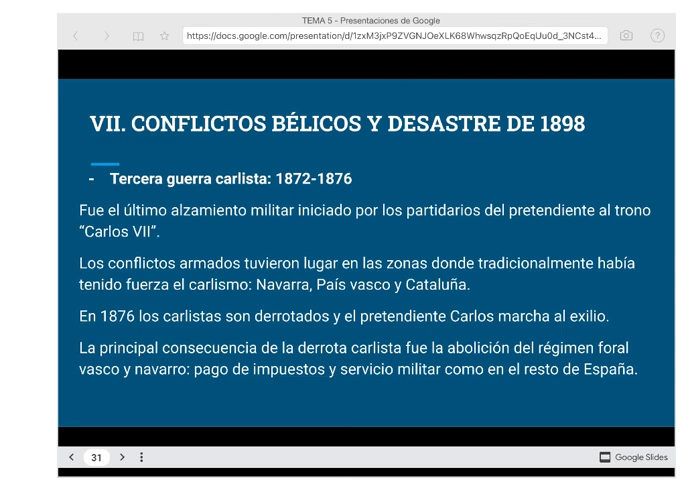 TEMA 5 - Presentaciones de Google
https://docs.google.com/presentation/d/1zxM3jxP9ZVGNJOeXLK68WhwsqzRpQoEqUu0d_3NCst4...
VII. CONFLICTOS BÉLICOS Y DESASTRE DE 1898
- Tercera guerra carlista: 1872-1876
Fue el último alzamiento militar iniciado por los partidarios del pretendiente al trono
“Carlos VII”.
Los conflictos armados tuvieron lugar en las zonas donde tradicionalmente había
tenido fuerza el carlismo: Navarra, País vasco y Cataluña.
En 1876 los carlistas son derrotados y el pretendiente Carlos marcha al exilio.
La principal consecuencia de la derrota carlista fue la abolición del régimen foral
vasco y navarro: pago de impuestos y servicio militar como en el resto de España.
31
Google Slides